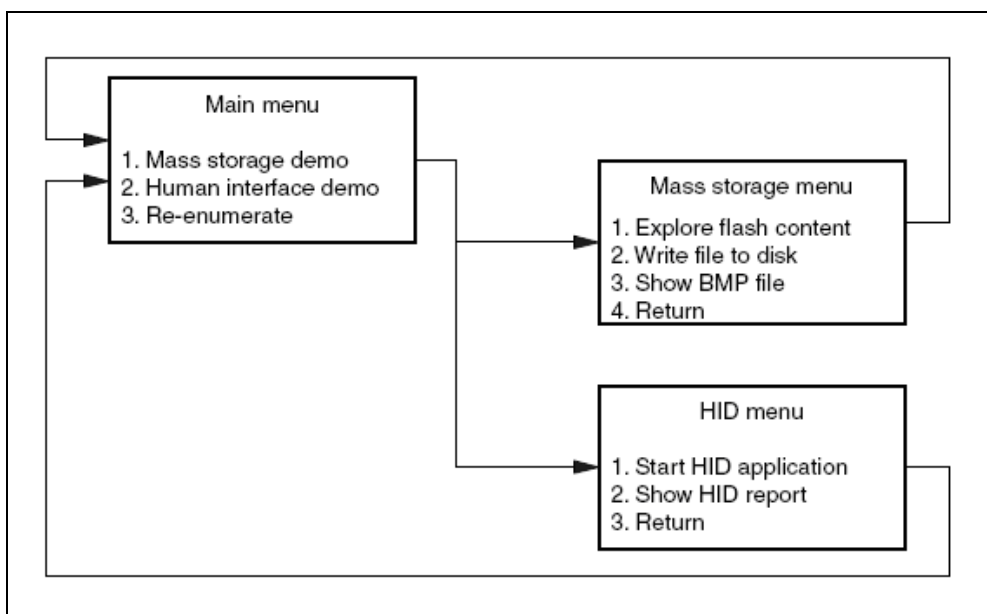 Main menu
1. Mass storage demo
2. Human interface demo
3. Re-enumerate
Mass storage menu
1. Explore flash content
2. Write file to disk
3. Show BMP file
4. Return
HID menu
1. Start HID application
2. Show HID report
3. Return